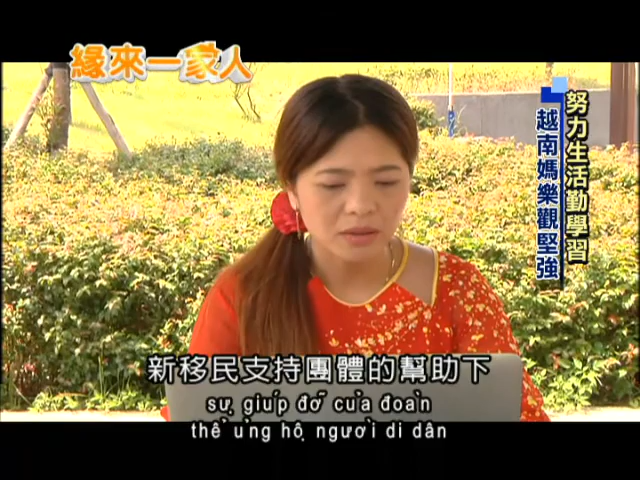 緣來一家人
努力生活勤學習
越南媽樂觀堅強
新移民支持團體的幫助下
sự giúp đỡ của đoàn
thể ủng hộ người di dân